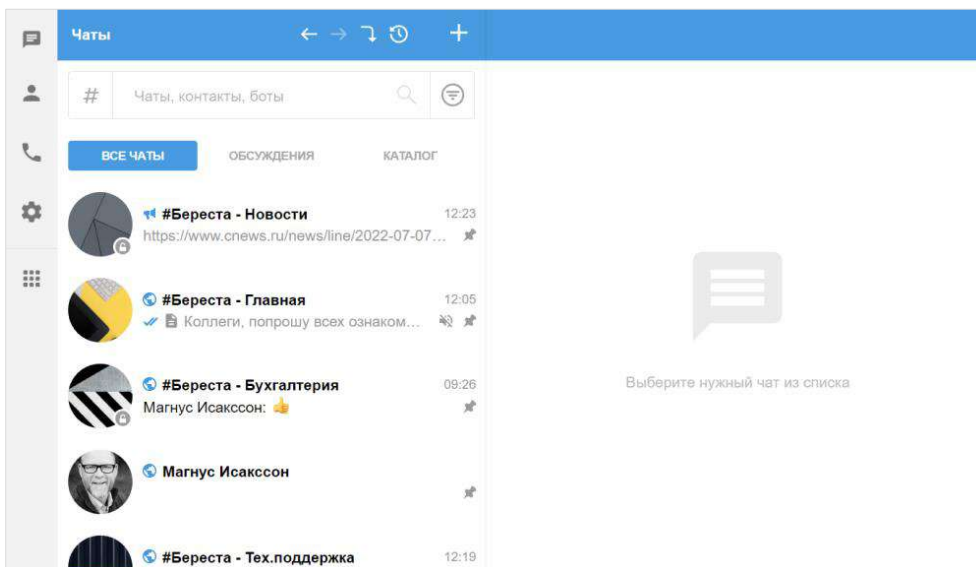 Чаты
# Чаты, контакты, боты
ВСЕ ЧАТЫ ОБСУЖДЕНИЯ КАТАЛОГ
#Береста - Новости 12:23
https://www.cnews.ru/news/line/2022-07-07...
#Береста - Главная 12:05
Коллеги, попрошу всех ознаком...
#Береста - Бухгалтерия 09:26
Магнус Исакссон: 👍
Магнус Исакссон
#Береста - Тех.поддержка 12:19
Выберите нужный чат из списка